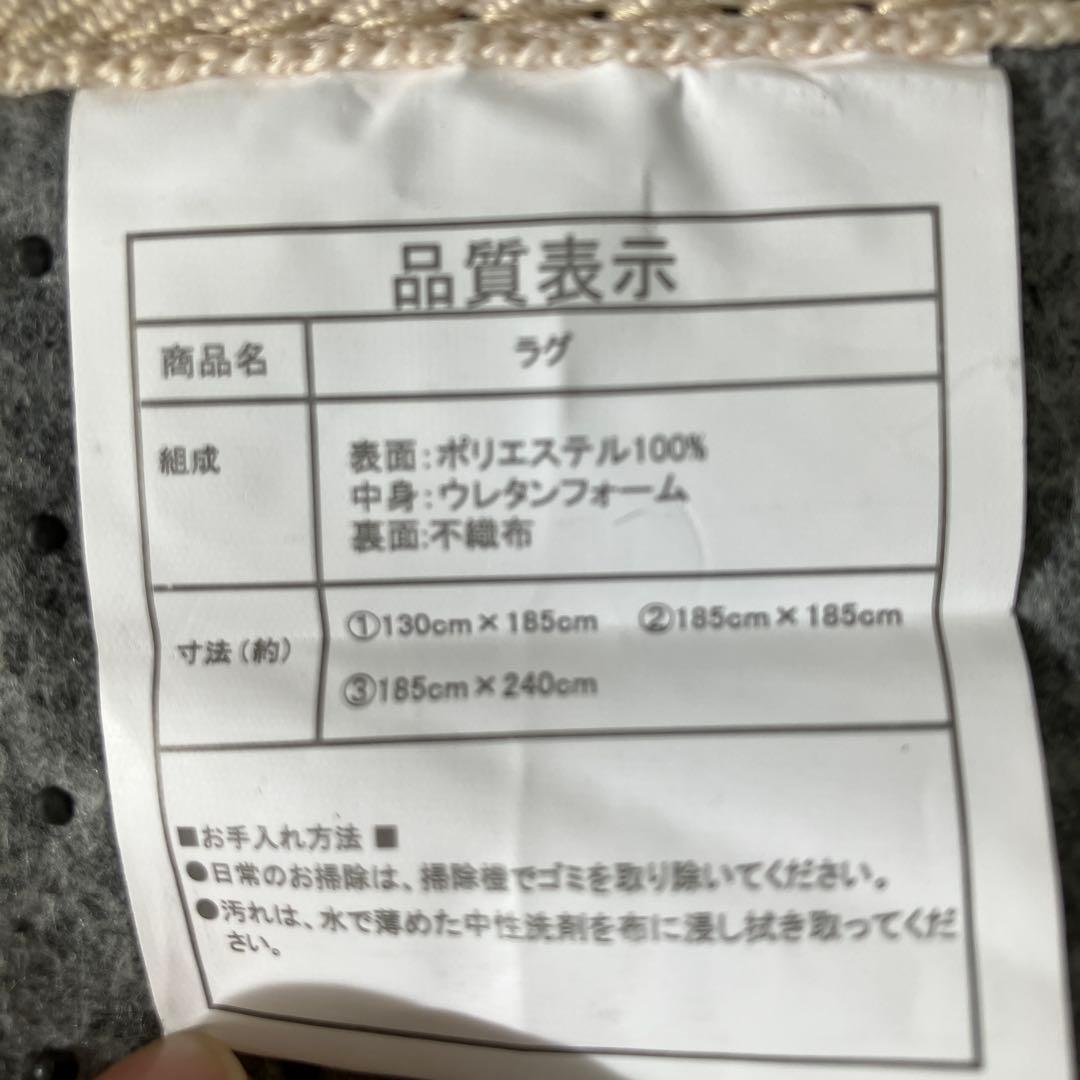 品質表示
商品名 ラグ
組成 表面:ポリエステル100%
中身:ウレタンフォーム
裏面:不織布
寸法(約) ①130cm×185cm ②185cm×185cm
③185cm×240cm
■お手入れ方法 ■
●日常のお掃除は、掃除機でゴミを取り除いてください。
●汚れは、水で薄めた中性洗剤を布に浸し拭き取ってくだ
さい。